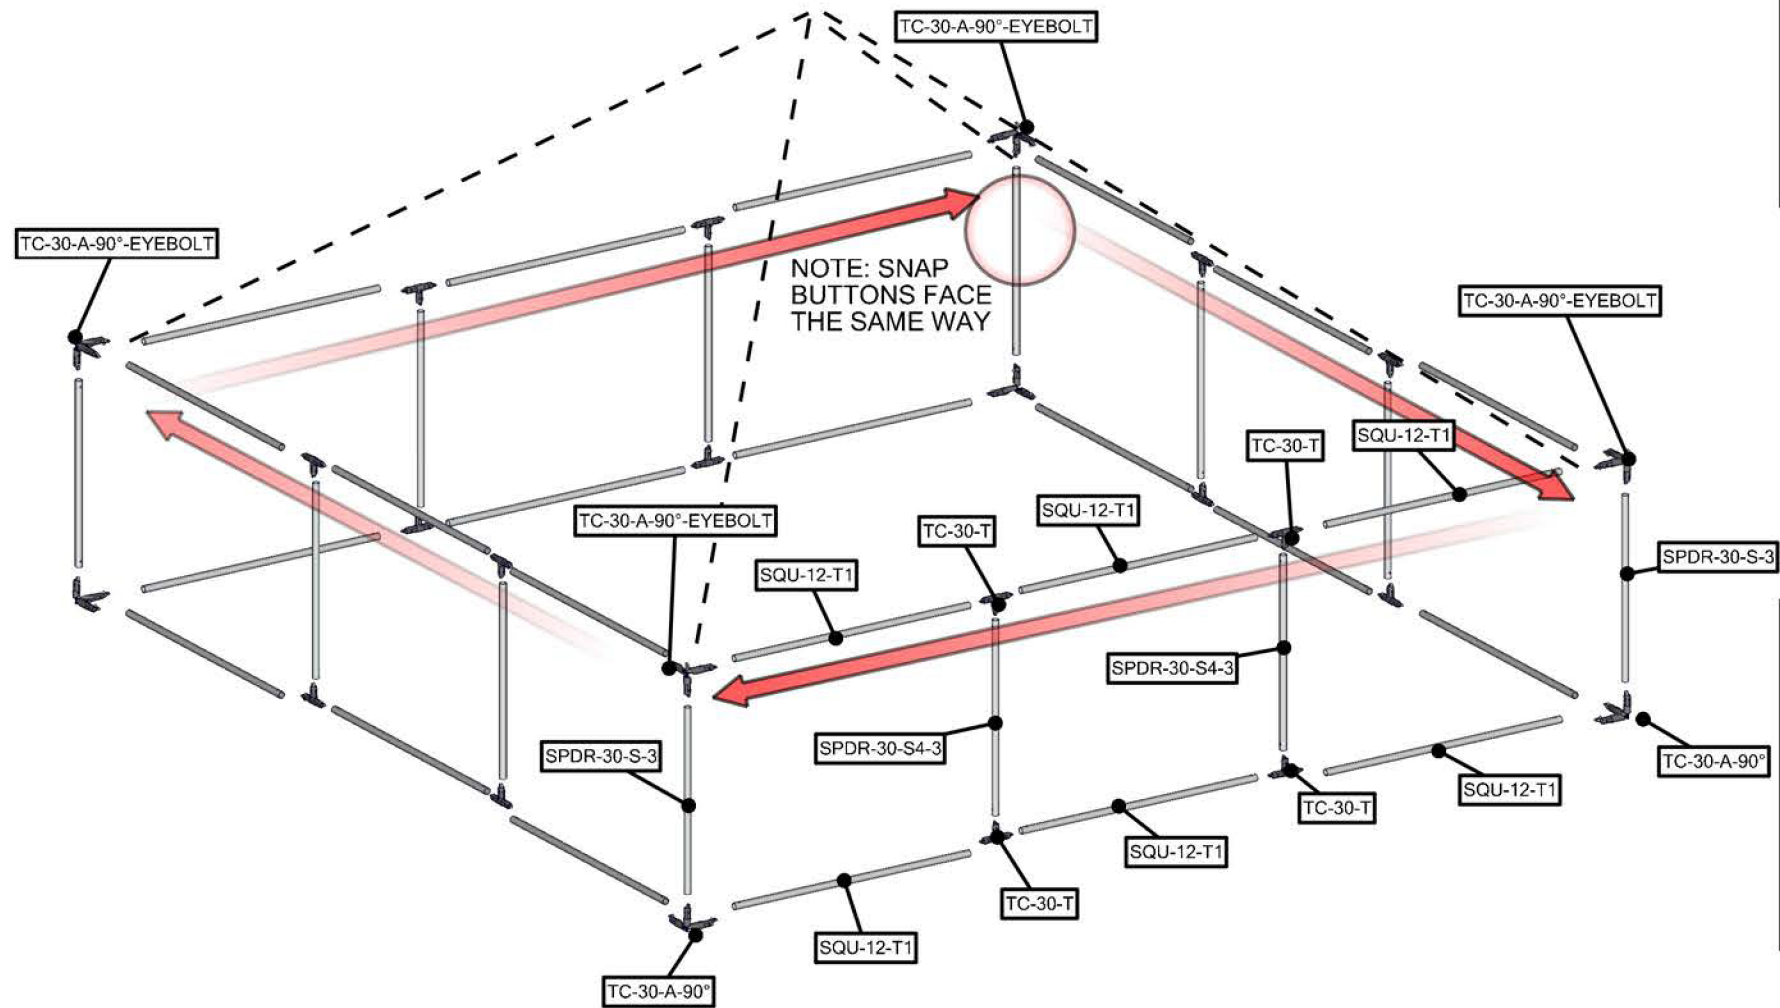 TC-30-A-90°-EYEBOLT
TC-30-A-90°-EYEBOLT
NOTE: SNAP
BUTTONS FACE
THE SAME WAY
TC-30-A-90°-EYEBOLT
SQU-12-T1
TC-30-T
SQU-12-T1
TC-30-A-90°-EYEBOLT
TC-30-T
SQU-12-T1
SPDR-30-S-3
SPDR-30-S4-3
SPDR-30-S4-3
SPDR-30-S-3
TC-30-A-90°
SQU-12-T1
TC-30-T
SQU-12-T1
TC-30-T
SQU-12-T1
TC-30-A-90°